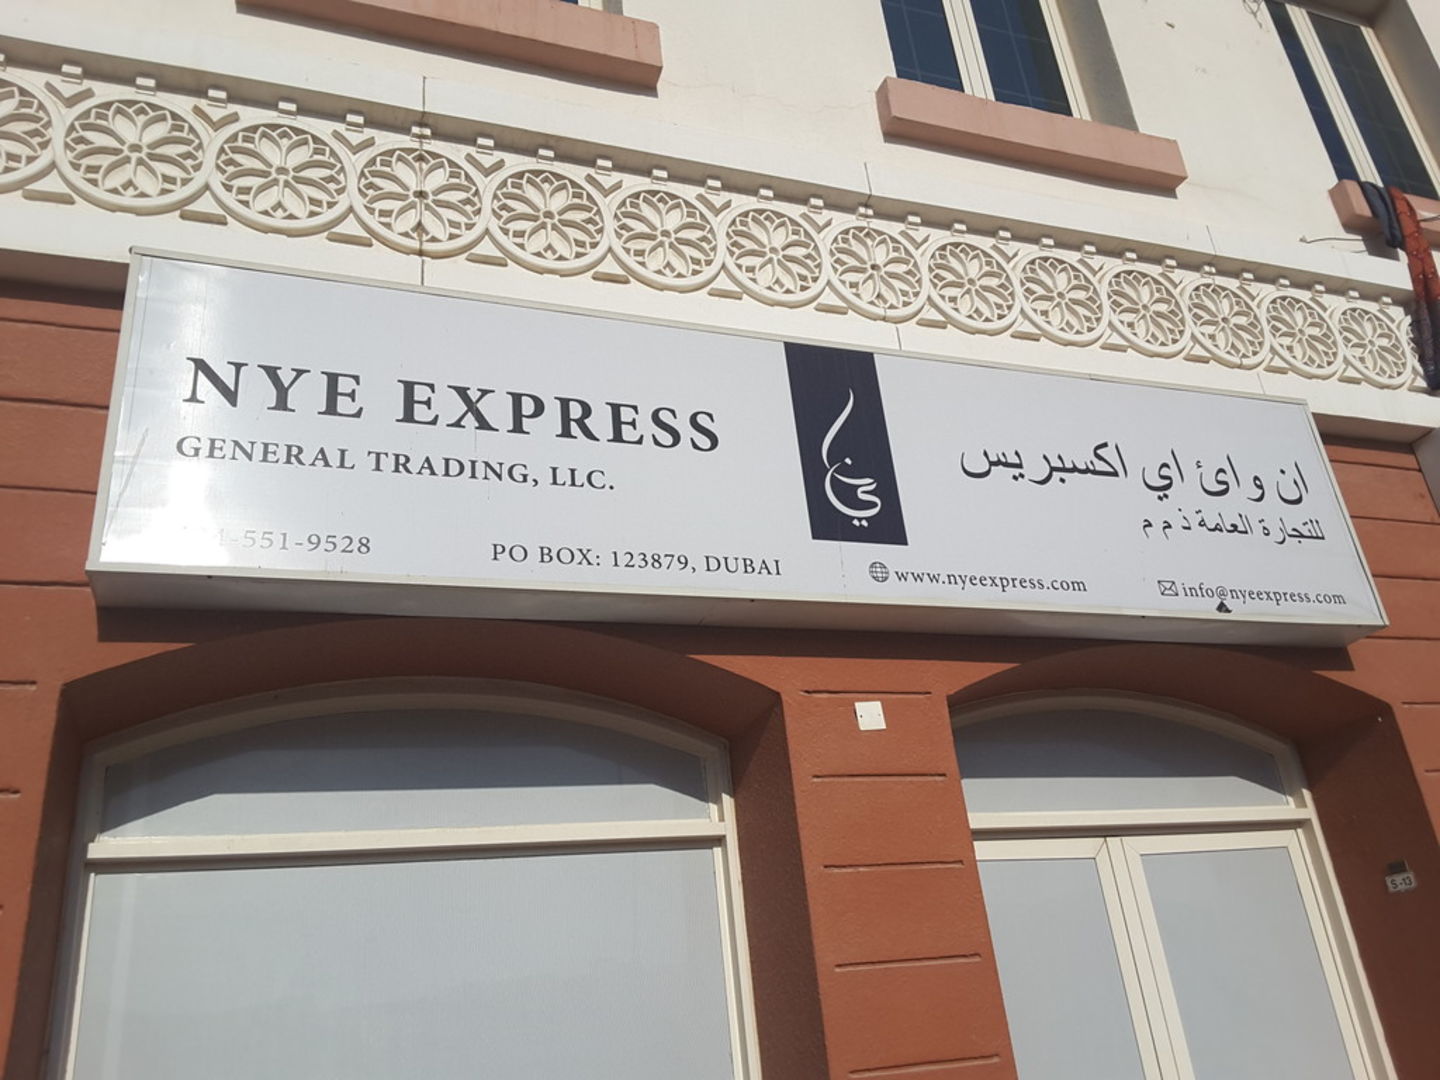 NYE EXPRESS
GENERAL TRADING, LLC.
551-9528
PO BOX: 123879, DUBAI
ان وائ اي اكسبريس
للتجارة العامة ذ م م
www.nyeexpress.com
info@nyeexpress.com
S-13